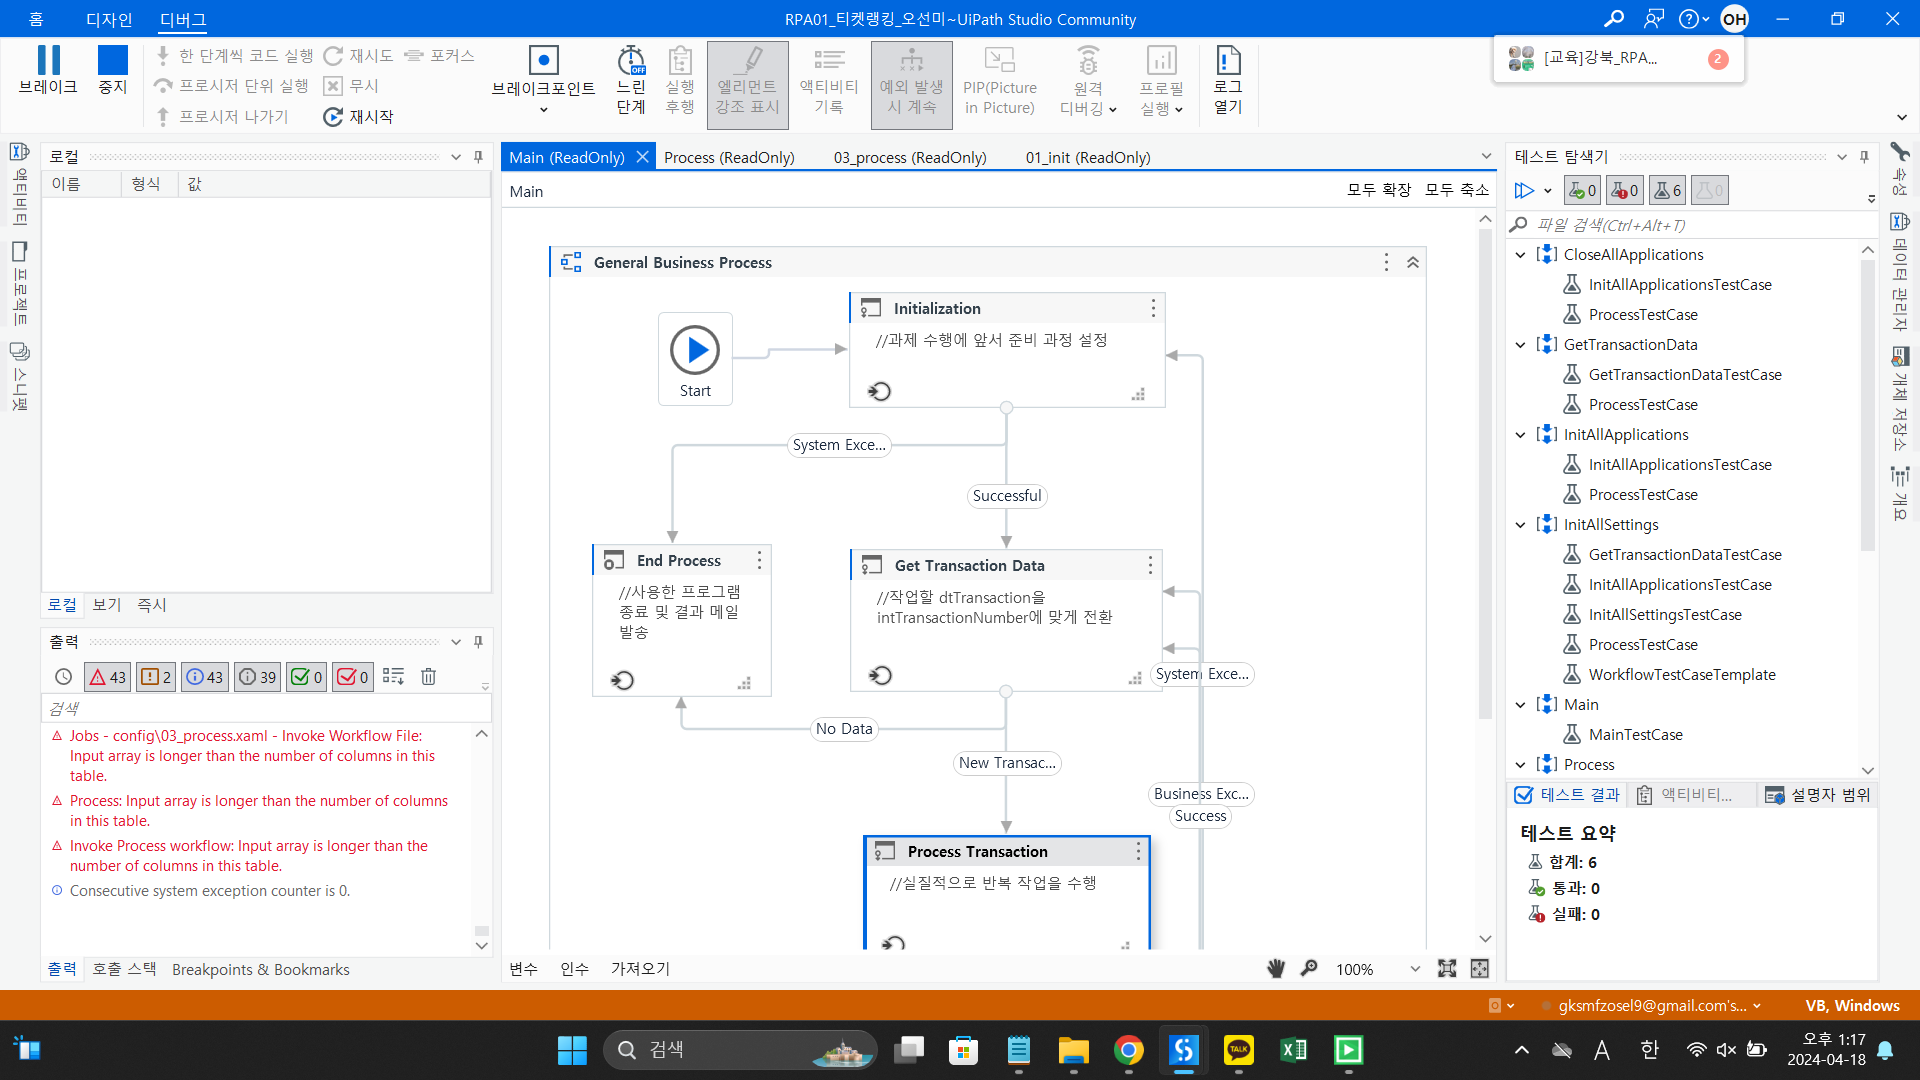 홈 디자인 디버그
RPA01_티켓랭킹_오선미~UiPath Studio Community
OH
[교육]강북_RPA... 2
브레이크
중지
한 단계씩 코드 실행
프로시저 단위 실행
프로시저 나가기
재시도
무시
재시작
포커스
브레이크포인트
OFF
느린
단계
실행
후행
엘리먼트
강조 표시
액티비티
기록
예외 발생
시 계속
PIP(Picture
in Picture)
원격
디버깅
프로필
실행
로그
열기
액티비티
프로젝트
스니펫
로컬
이름 형식 값
로컬 보기 즉시
출력
43 2 43 39 0 0
검색
Jobs - config\03_process.xaml - Invoke Workflow File:
Input array is longer than the number of columns in this
table.
Process: Input array is longer than the number of columns
in this table.
Invoke Process workflow: Input array is longer than the
number of columns in this table.
Consecutive system exception counter is 0.
출력 호출 스택 Breakpoints & Bookmarks
Main (ReadOnly) Process (ReadOnly) 03_process (ReadOnly) 01_init (ReadOnly)
Main
모두 확장 모두 축소
General Business Process
Start
Initialization
//과제 수행에 앞서 준비 과정 설정
System Exce...
Successful
End Process
//사용한 프로그램
종료 및 결과 메일
발송
Get Transaction Data
//작업할 dtTransaction을
intTransactionNumber에 맞게 전환
System Exce...
No Data
New Transac...
Business Exc...
Success
Process Transaction
//실질적으로 반복 작업을 수행
변수 인수 가져오기
100%
테스트 탐색기
0 0 6 0
파일 검색(Ctrl+Alt+T)
CloseAllApplications
InitAllApplicationsTestCase
ProcessTestCase
GetTransactionData
GetTransactionDataTestCase
ProcessTestCase
InitAllApplications
InitAllApplicationsTestCase
ProcessTestCase
InitAllSettings
GetTransactionDataTestCase
InitAllApplicationsTestCase
InitAllSettingsTestCase
ProcessTestCase
WorkflowTestCaseTemplate
Main
MainTestCase
Process
테스트 결과 액티비티... 설명자 범위
테스트 요약
합계: 6
통과: 0
실패: 0
속성
데이터 관리자
개체 저장소
개요
gksmfzosel9@gmail.com's...
VB, Windows
검색
TALK
A 한
오후 1:17
2024-04-18